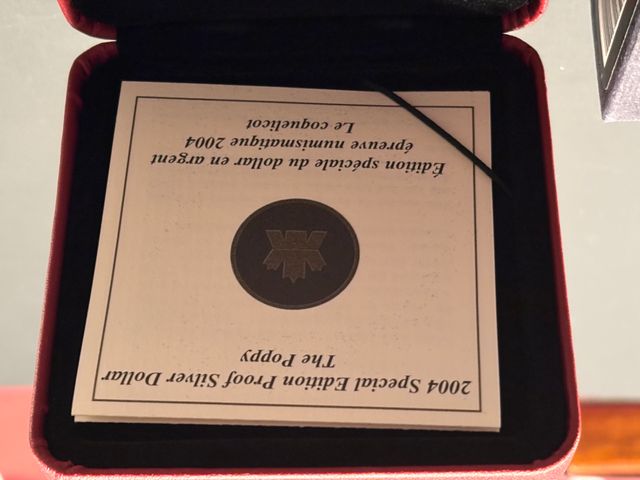 2004 Special Edition Proof Silver Dollar
The Poppy
Édition spéciale du dollar en argent
épreuve numismatique 2004
Le coquelicot